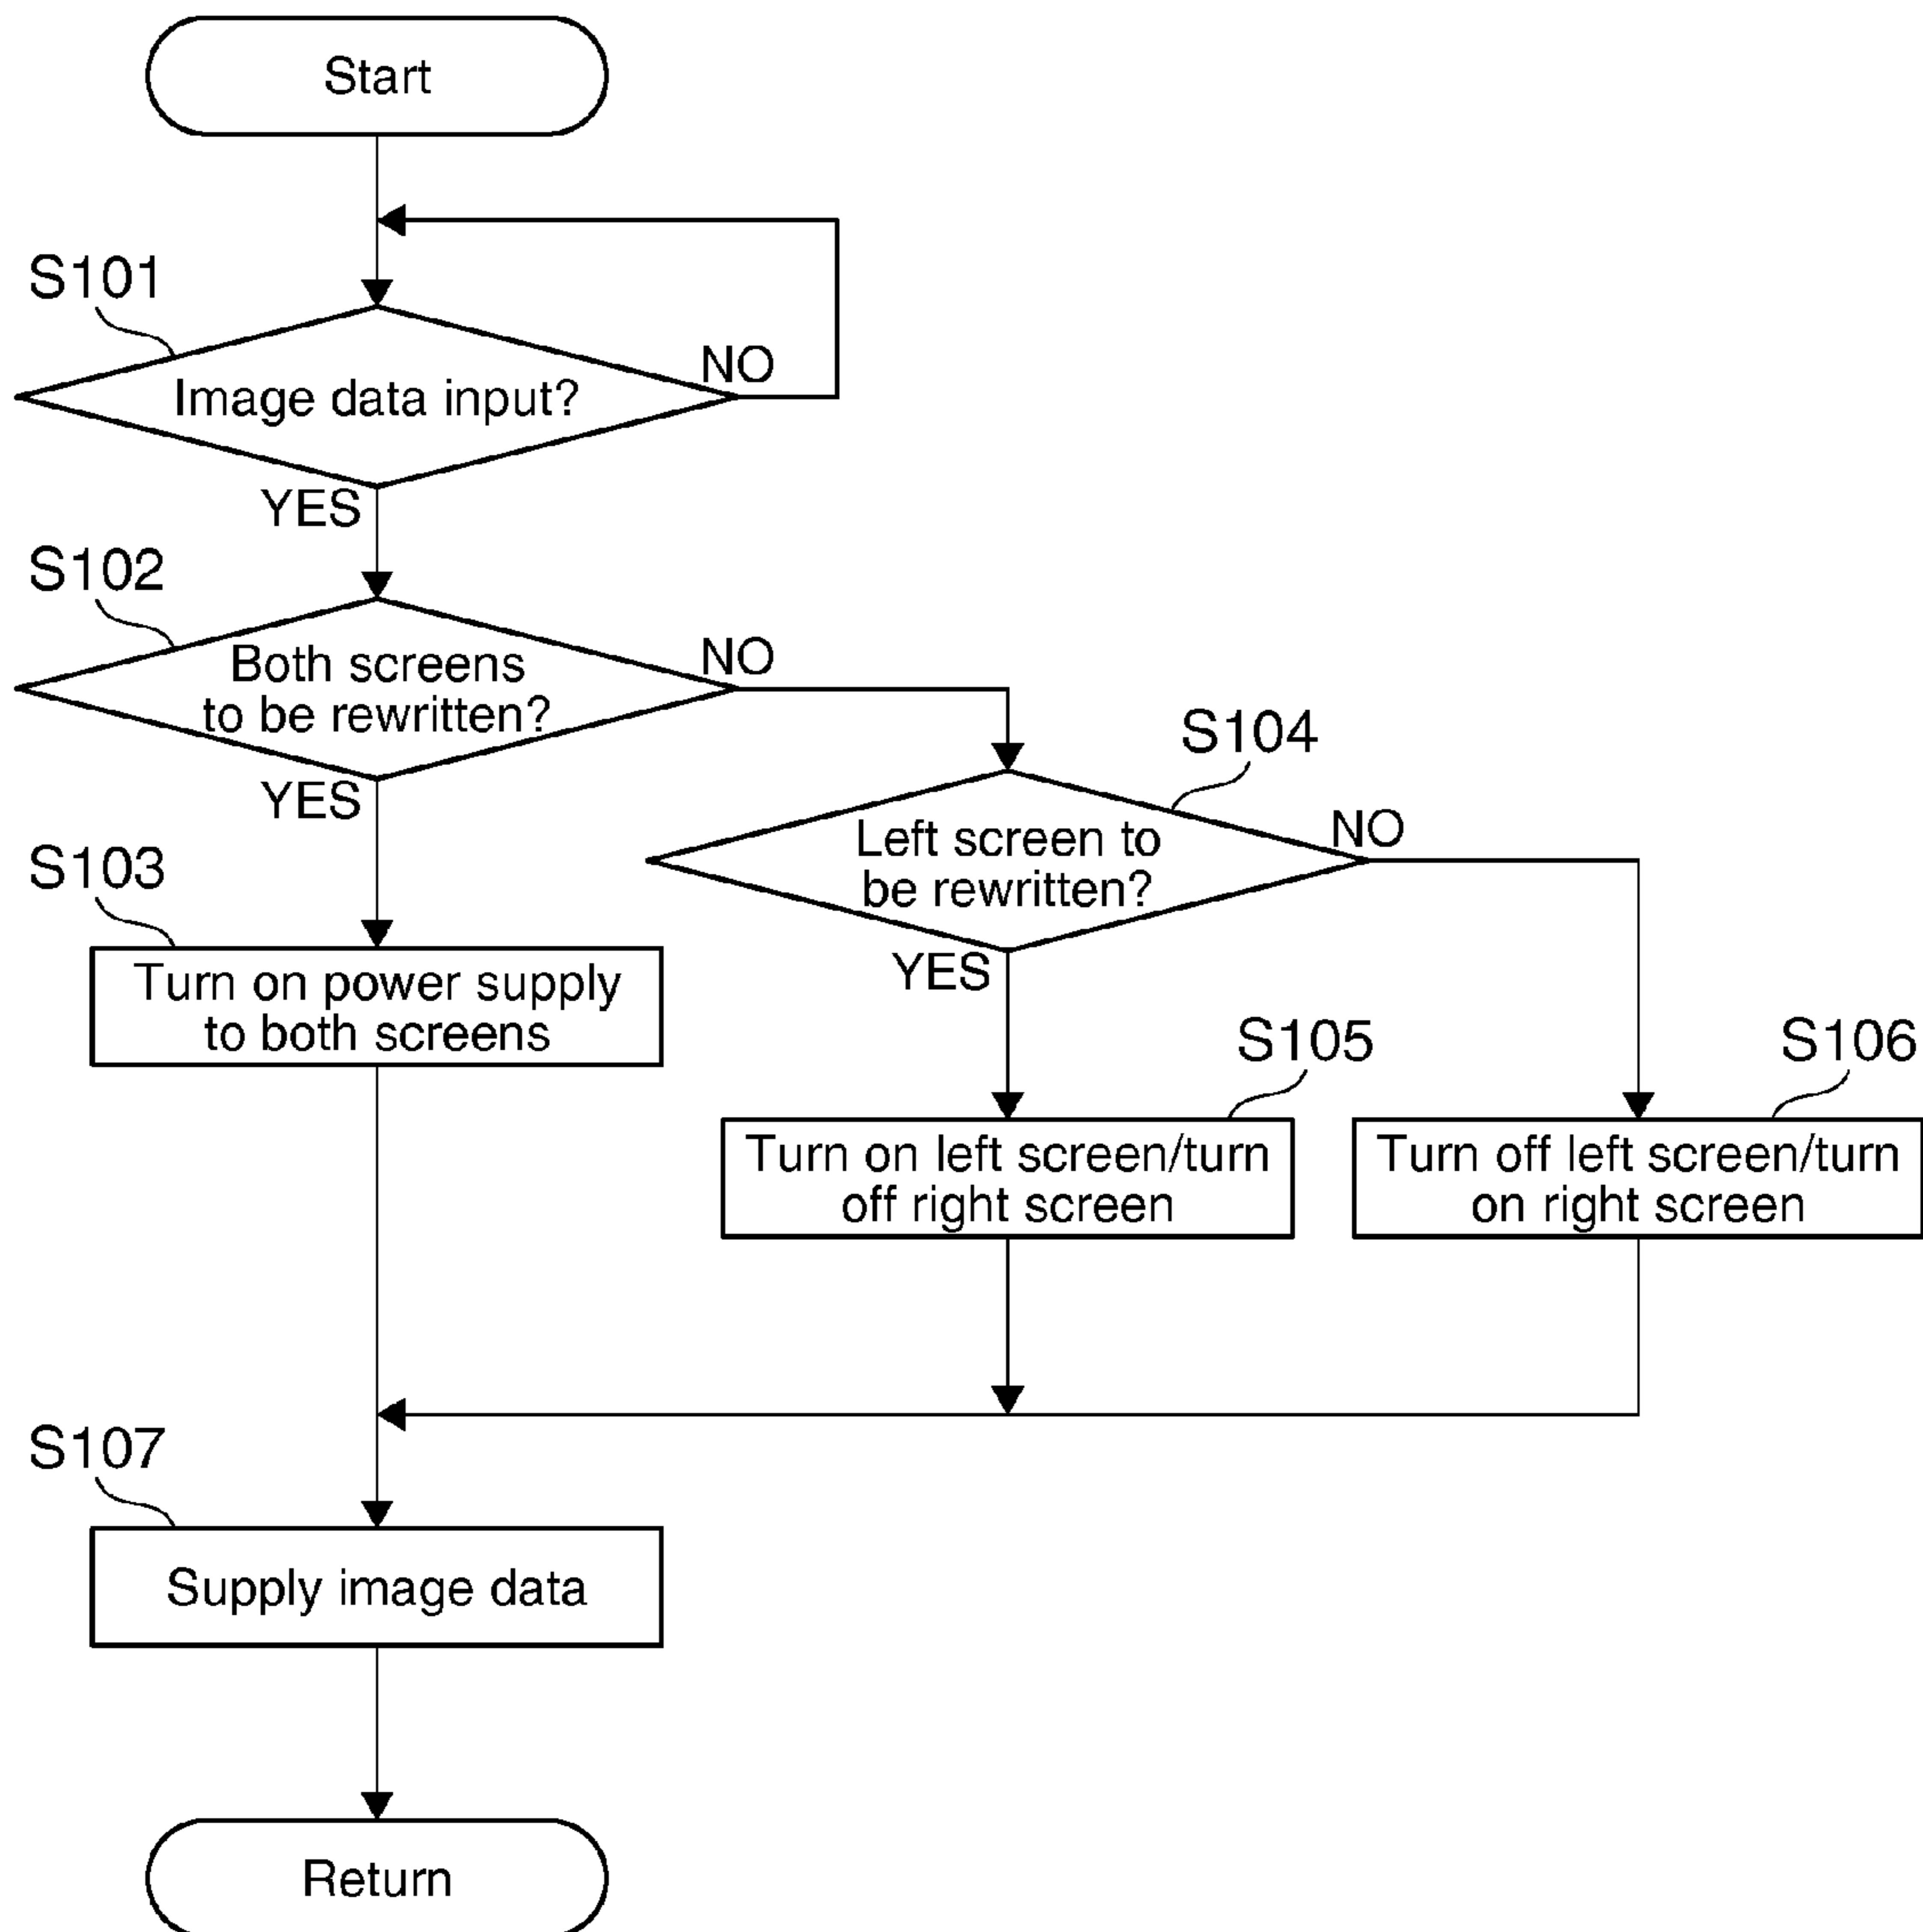 Start
S101
Image data input?
NO
YES
S102
Both screens
to be rewritten?
NO
YES
S104
Left screen to
be rewritten?
NO
YES
S103
Turn on power supply
to both screens
S105
Turn on left screen/turn
off right screen
S106
Turn off left screen/turn
on right screen
S107
Supply image data
Return